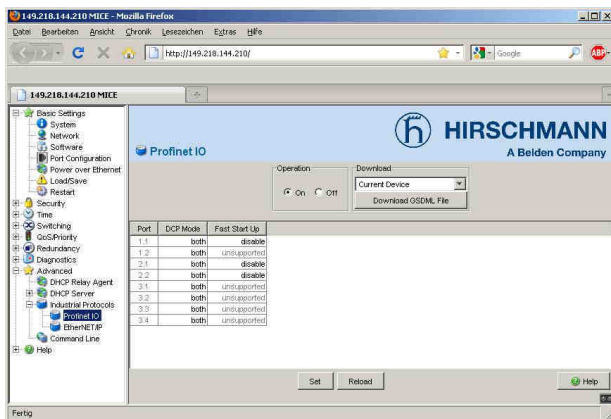 149.218.144.210 MICE - Mozilla Firefox
Datei Bearbeiten Ansicht Chronik Lesezeichen Extras Hilfe
http://149.218.144.210/
Google
ABP
149.218.144.210 MICE
Basic Settings
System
Network
Software
Port Configuration
Power over Ethernet
Load/Save
Restart
Security
Time
Switching
QoS/Priority
Redundancy
Diagnostics
Advanced
DHCP Relay Agent
DHCP Server
Industrial Protocols
Profinet IO
EtherNET/IP
Command Line
Help
HIRSCHMANN
A Belden Company
Profinet IO
Operation
On Off
Download
Current Device
Download GSDML File
Port DCP Mode Fast Start Up
1.1 both disable
1.2 both unsupported
2.1 both disable
2.2 both disable
3.1 both unsupported
3.2 both unsupported
3.3 both unsupported
3.4 both unsupported
Set Reload Help
Fertig